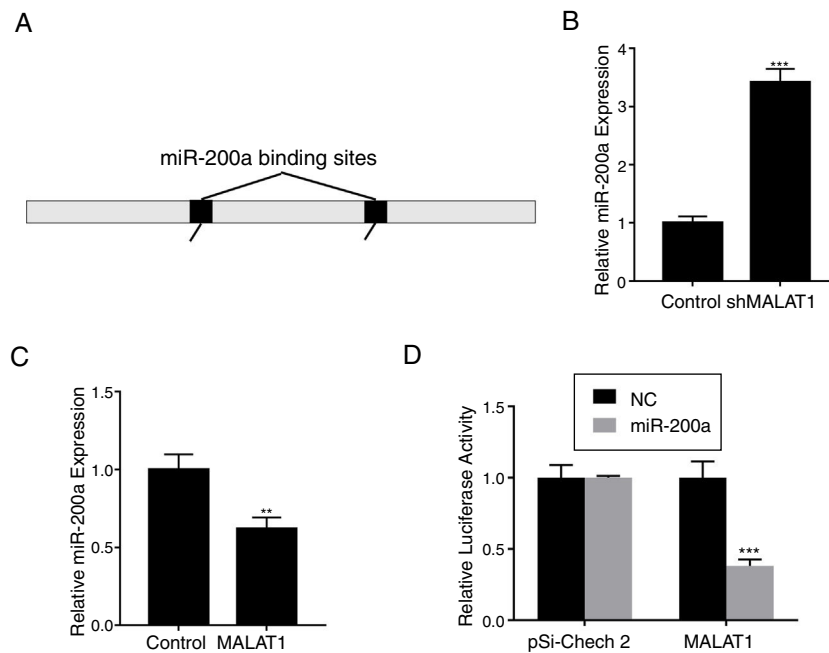 A
miR-200a binding sites
B
Relative miR-200a Expression
4
3
2
1
0
***
Control shMALAT1
C
Relative miR-200a Expression
1.5
1.0
0.5
0.0
**
Control MALAT1
D
NC
miR-200a
Relative Luciferase Activity
1.5
1.0
0.5
0.0
***
pSi-Chech 2 MALAT1